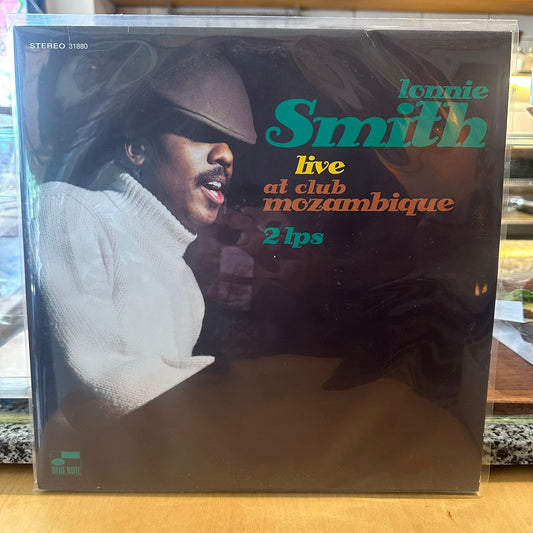 STEREO 31880
lonnie
Smith
live
at club
mozambique
2 lps
BLUE NOTE